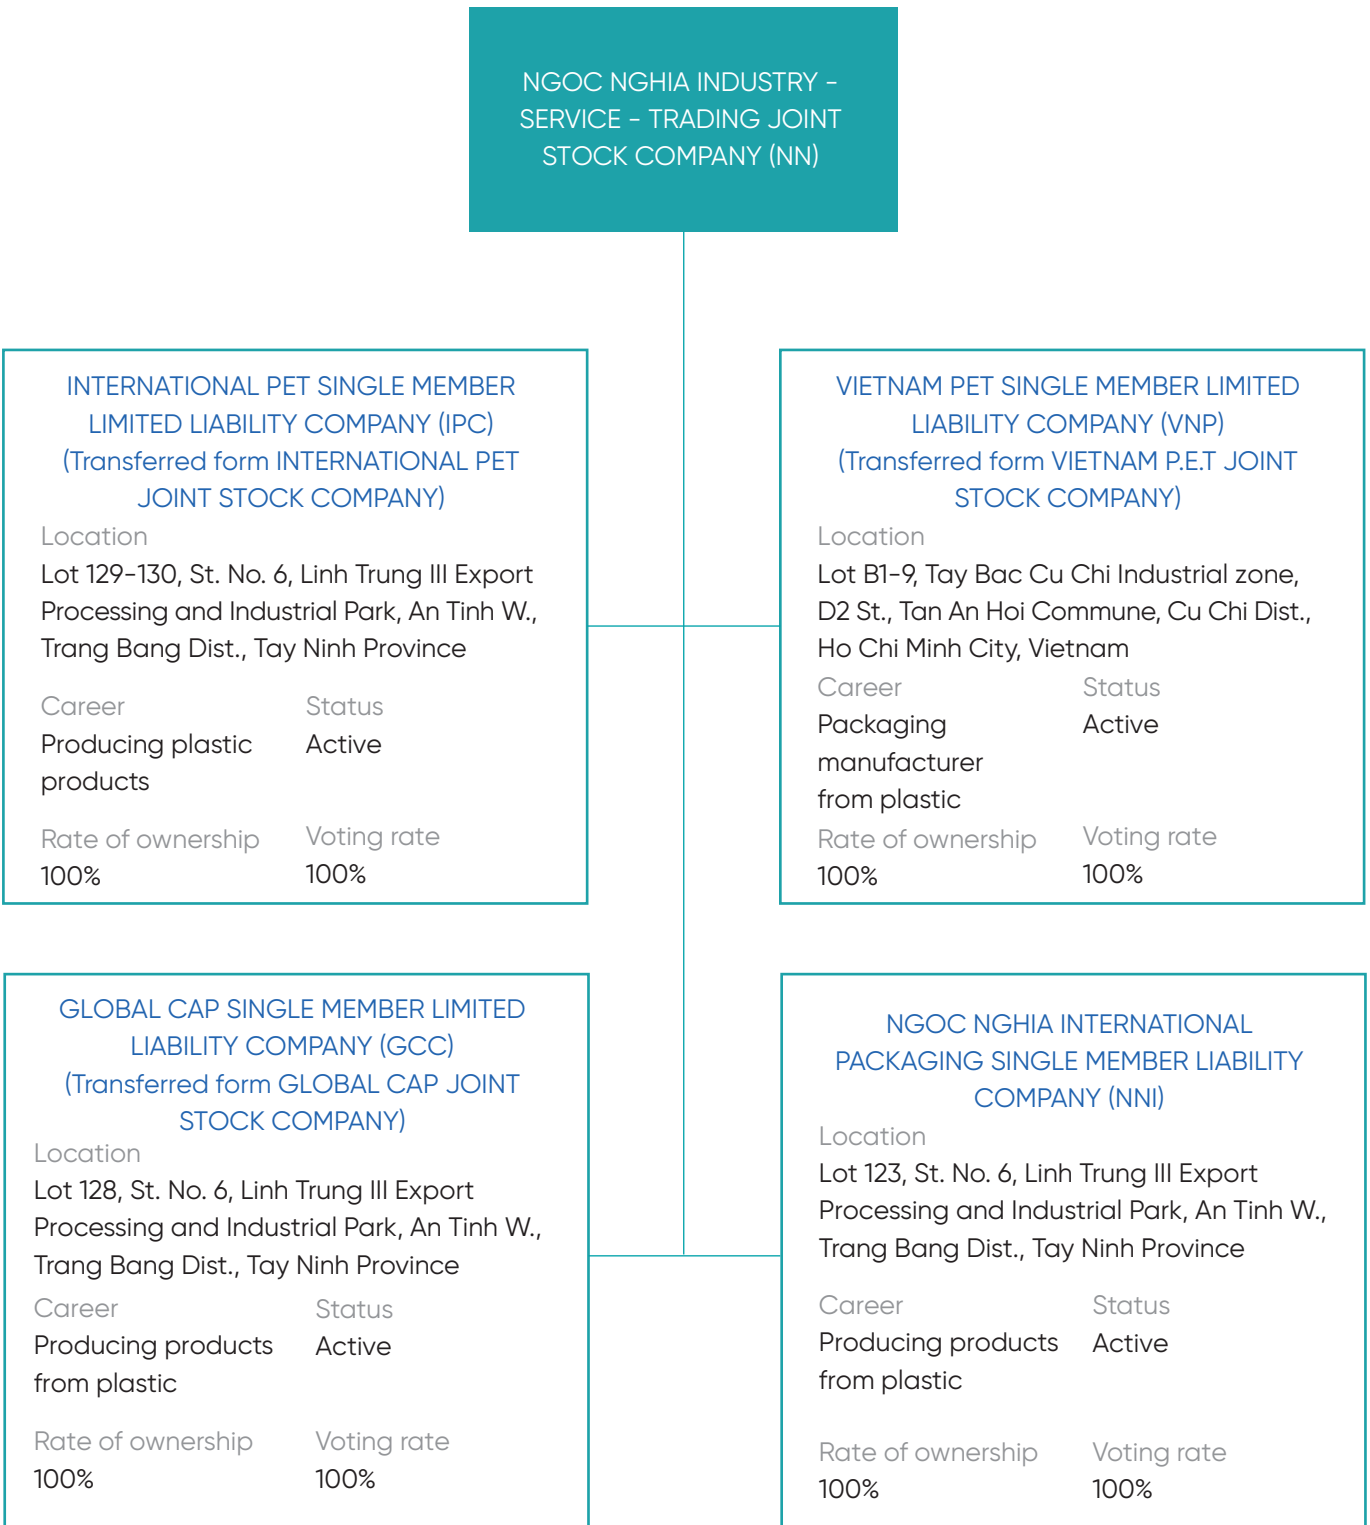 NGOC NGHIA INDUSTRY -
SERVICE - TRADING JOINT
STOCK COMPANY (NN)
INTERNATIONAL PET SINGLE MEMBER
LIMITED LIABILITY COMPANY (IPC)
(Transferred form INTERNATIONAL PET
JOINT STOCK COMPANY)
Location
Lot 129-130, St. No. 6, Linh Trung III Export
Processing and Industrial Park, An Tinh W.,
Trang Bang Dist., Tay Ninh Province
Career
Status
Producing plastic
products
Active
Rate of ownership
Voting rate
100%
100%
VIETNAM PET SINGLE MEMBER LIMITED
LIABILITY COMPANY (VNP)
(Transferred form VIETNAM P.E.T JOINT
STOCK COMPANY)
Location
Lot B1-9, Tay Bac Cu Chi Industrial zone,
D2 St., Tan An Hoi Commune, Cu Chi Dist.,
Ho Chi Minh City, Vietnam
Career
Status
Packaging
manufacturer
from plastic
Active
Rate of ownership
Voting rate
100%
100%
GLOBAL CAP SINGLE MEMBER LIMITED
LIABILITY COMPANY (GCC)
(Transferred form GLOBAL CAP JOINT
STOCK COMPANY)
Location
Lot 128, St. No. 6, Linh Trung III Export
Processing and Industrial Park, An Tinh W.,
Trang Bang Dist., Tay Ninh Province
Career
Status
Producing products
from plastic
Active
Rate of ownership
Voting rate
100%
100%
NGOC NGHIA INTERNATIONAL
PACKAGING SINGLE MEMBER LIABILITY
COMPANY (NNI)
Location
Lot 123, St. No. 6, Linh Trung III Export
Processing and Industrial Park, An Tinh W.,
Trang Bang Dist., Tay Ninh Province
Career
Status
Producing products
from plastic
Active
Rate of ownership
Voting rate
100%
100%